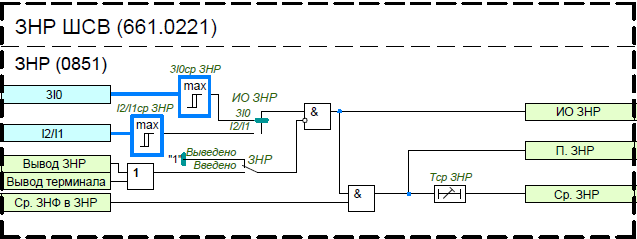 ЗНР ШСВ (661.0221)
ЗНР (0851)
3I0ср ЗНР
3I0
max
I2/I1ср ЗНР
ИО ЗНР
3I0
I2/I1
&
ИО ЗНР
I2/I1
max
Выведено
"1"
Введено
ЗНР
П. ЗНР
Вывод ЗНР
1
Вывод терминала
Тср ЗНР
Ср. ЗНФ в ЗНР
&
Ср. ЗНР